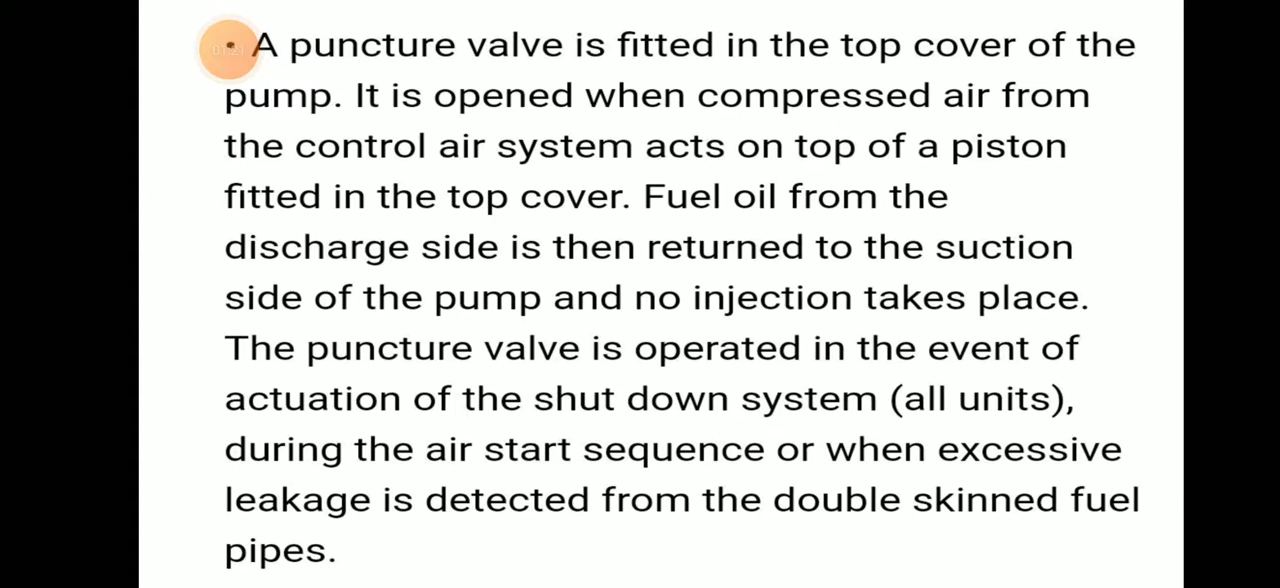 • A puncture valve is fitted in the top cover of the
pump. It is opened when compressed air from
the control air system acts on top of a piston
fitted in the top cover. Fuel oil from the
discharge side is then returned to the suction
side of the pump and no injection takes place.
The puncture valve is operated in the event of
actuation of the shut down system (all units),
during the air start sequence or when excessive
leakage is detected from the double skinned fuel
pipes.